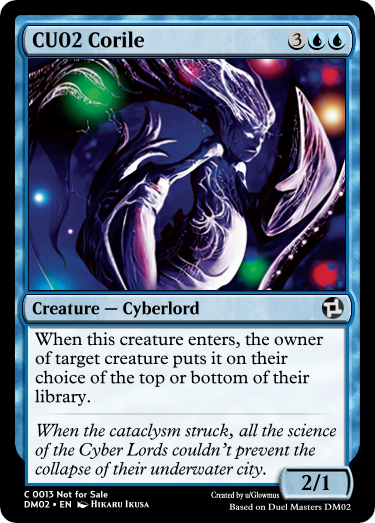 CU02 Corile 3
Creature — Cyberlord
When this creature enters, the owner
of target creature puts it on their
choice of the top or bottom of their
library.
When the cataclysm struck, all the science
of the Cyber Lords couldn't prevent the
collapse of their underwater city.
2/1
C 0013 Not for Sale
DM02 • EN Hikaru Ikusa
Created by u/Glowmus
Based on Duel Masters DM02